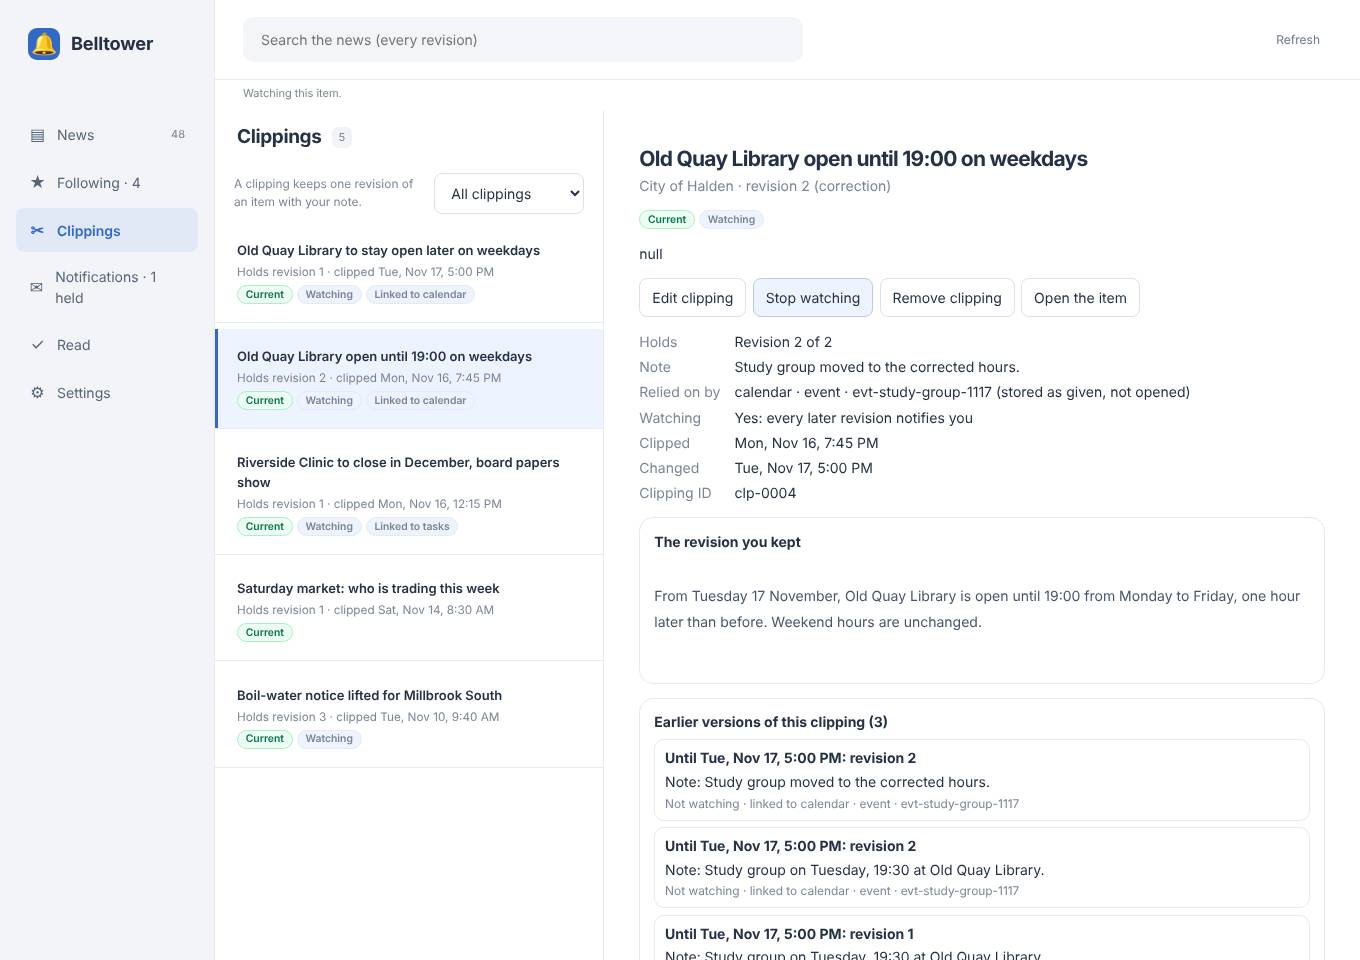 Belltower
News 48
Following · 4
Clippings
Notifications · 1
held
Read
Settings
Search the news (every revision)
Refresh
Watching this item.
Clippings 5
A clipping keeps one revision of
an item with your note.
All clippings
Old Quay Library to stay open later on weekdays
Holds revision 1 · clipped Tue, Nov 17, 5:00 PM
Current Watching Linked to calendar
Old Quay Library open until 19:00 on weekdays
Holds revision 2 · clipped Mon, Nov 16, 7:45 PM
Current Watching Linked to calendar
Riverside Clinic to close in December, board papers
show
Holds revision 1 · clipped Mon, Nov 16, 12:15 PM
Current Watching Linked to tasks
Saturday market: who is trading this week
Holds revision 1 · clipped Sat, Nov 14, 8:30 AM
Current
Boil-water notice lifted for Millbrook South
Holds revision 3 · clipped Tue, Nov 10, 9:40 AM
Current Watching
Old Quay Library open until 19:00 on weekdays
City of Halden · revision 2 (correction)
Current Watching
null
Edit clipping Stop watching Remove clipping Open the item
Holds Revision 2 of 2
Note Study group moved to the corrected hours.
Relied on by calendar · event · evt-study-group-1117 (stored as given, not opened)
Watching Yes: every later revision notifies you
Clipped Mon, Nov 16, 7:45 PM
Changed Tue, Nov 17, 5:00 PM
Clipping ID clp-0004
The revision you kept
From Tuesday 17 November, Old Quay Library is open until 19:00 from Monday to Friday, one hour
later than before. Weekend hours are unchanged.
Earlier versions of this clipping (3)
Until Tue, Nov 17, 5:00 PM: revision 2
Note: Study group moved to the corrected hours.
Not watching · linked to calendar · event · evt-study-group-1117
Until Tue, Nov 17, 5:00 PM: revision 2
Note: Study group on Tuesday, 19:30 at Old Quay Library.
Not watching · linked to calendar · event · evt-study-group-1117
Until Tue, Nov 17, 5:00 PM: revision 1
Note: Study group on Tuesday, 19:30 at Old Quay Library.